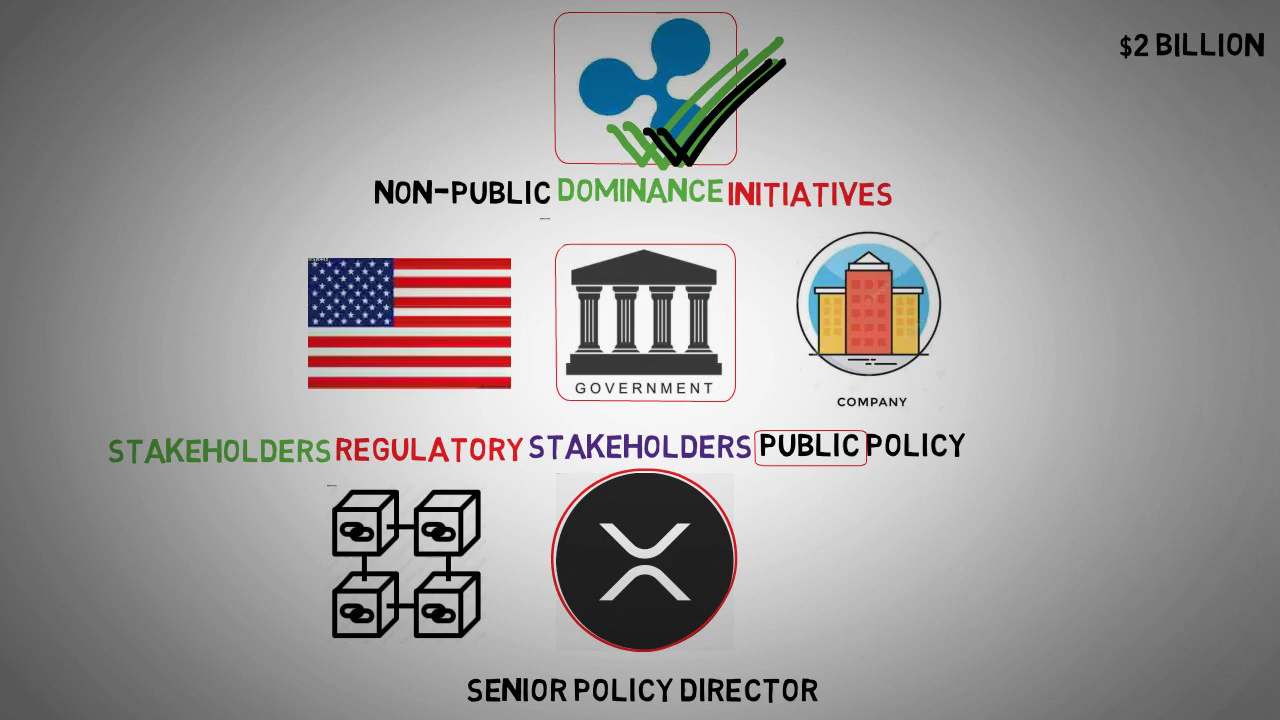 $2 BILLION
NON-PUBLIC DOMINANCE INITIATIVES
GOVERNMENT
COMPANY
STAKEHOLDERS REGULATORY STAKEHOLDERS PUBLIC POLICY
SENIOR POLICY DIRECTOR